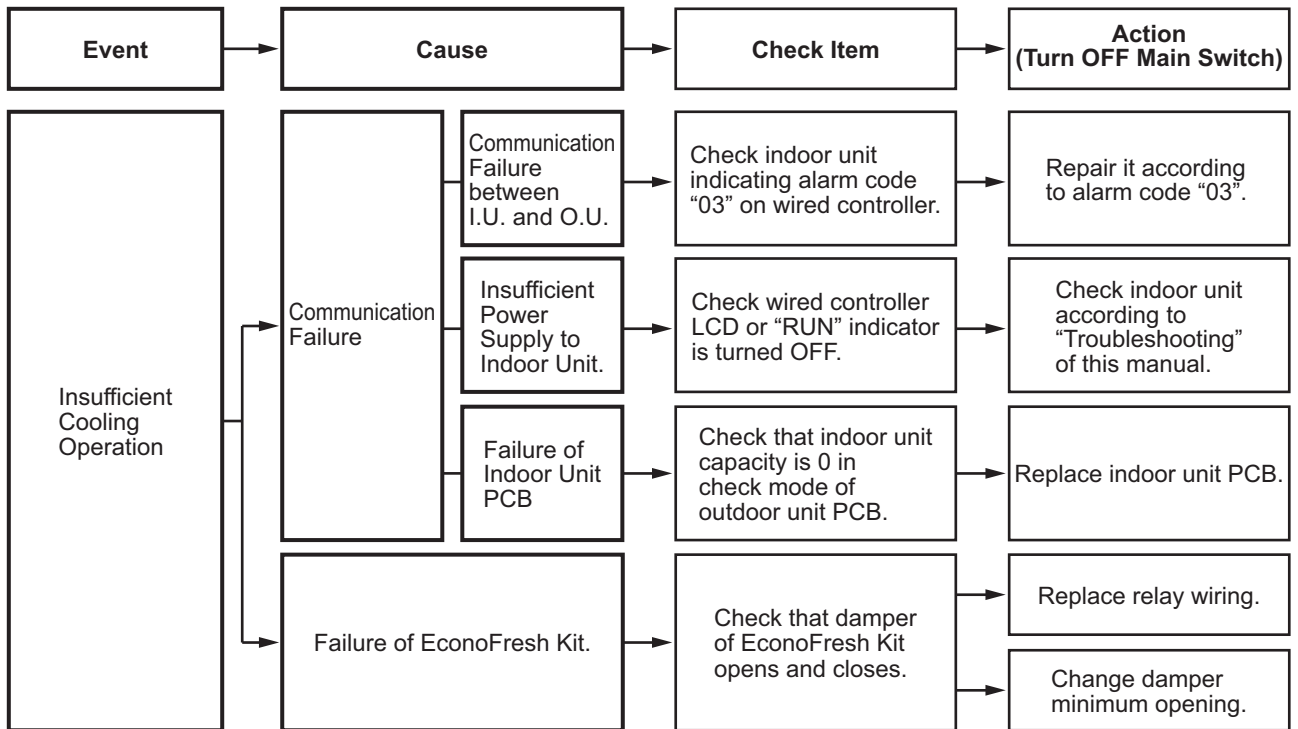 Event
Cause
Check Item
Action
(Turn OFF Main Switch)
Insufficient
Cooling
Operation
Communication
Failure
Communication
Failure
between
I.U. and O.U.
Check indoor unit
indicating alarm code
“03” on wired controller.
Repair it according
to alarm code “03”.
Insufficient
Power
Supply to
Indoor Unit.
Check wired controller
LCD or “RUN” indicator
is turned OFF.
Check indoor unit
according to
“Troubleshooting”
of this manual.
Failure of
Indoor Unit
PCB
Check that indoor unit
capacity is 0 in
check mode of
outdoor unit PCB.
Replace indoor unit PCB.
Failure of EconoFresh Kit.
Check that damper
of EconoFresh Kit
opens and closes.
Replace relay wiring.
Change damper
minimum opening.